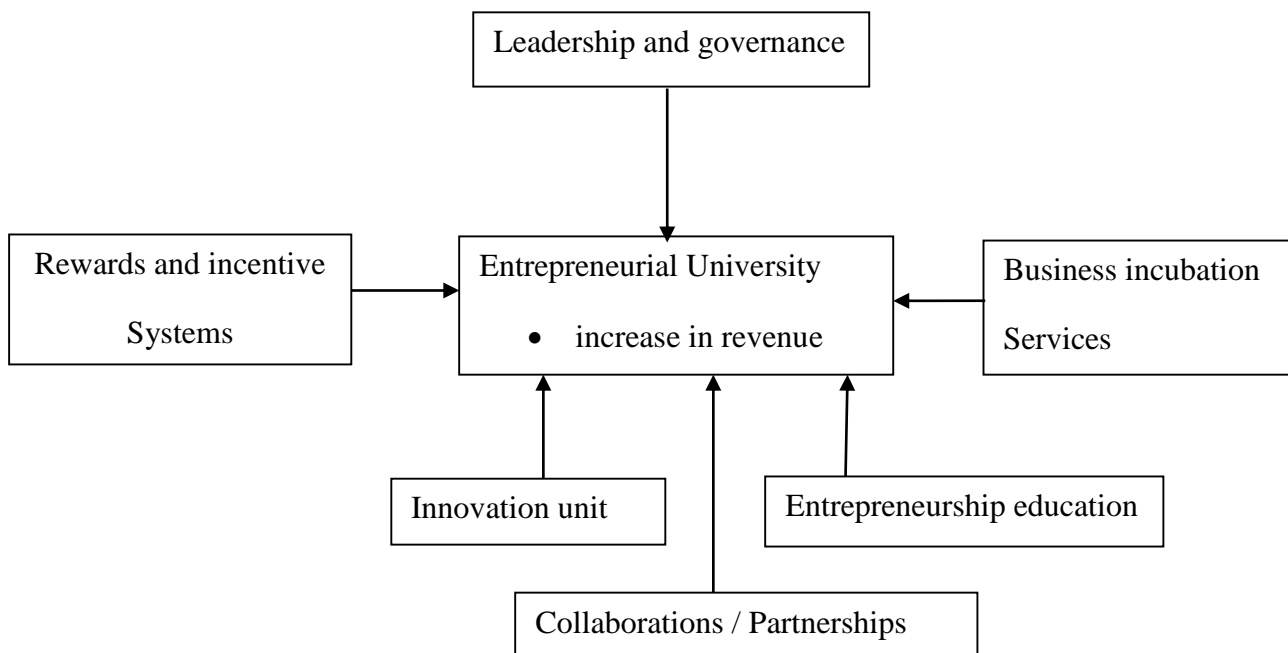 Leadership and governance
Rewards and incentive
Systems
Entrepreneurial University
• increase in revenue
Business incubation
Services
Innovation unit
Entrepreneurship education
Collaborations / Partnerships